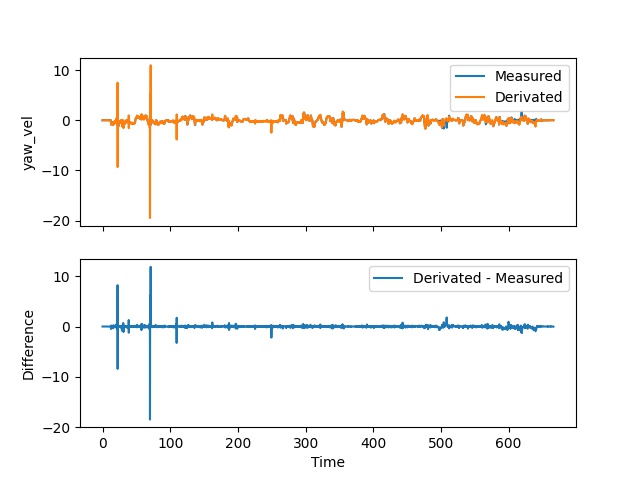 10
0
−10
−20
yaw_vel
Measured
Derivated
10
0
−10
−20
Difference
Derivated - Measured
0 100 200 300 400 500 600
Time